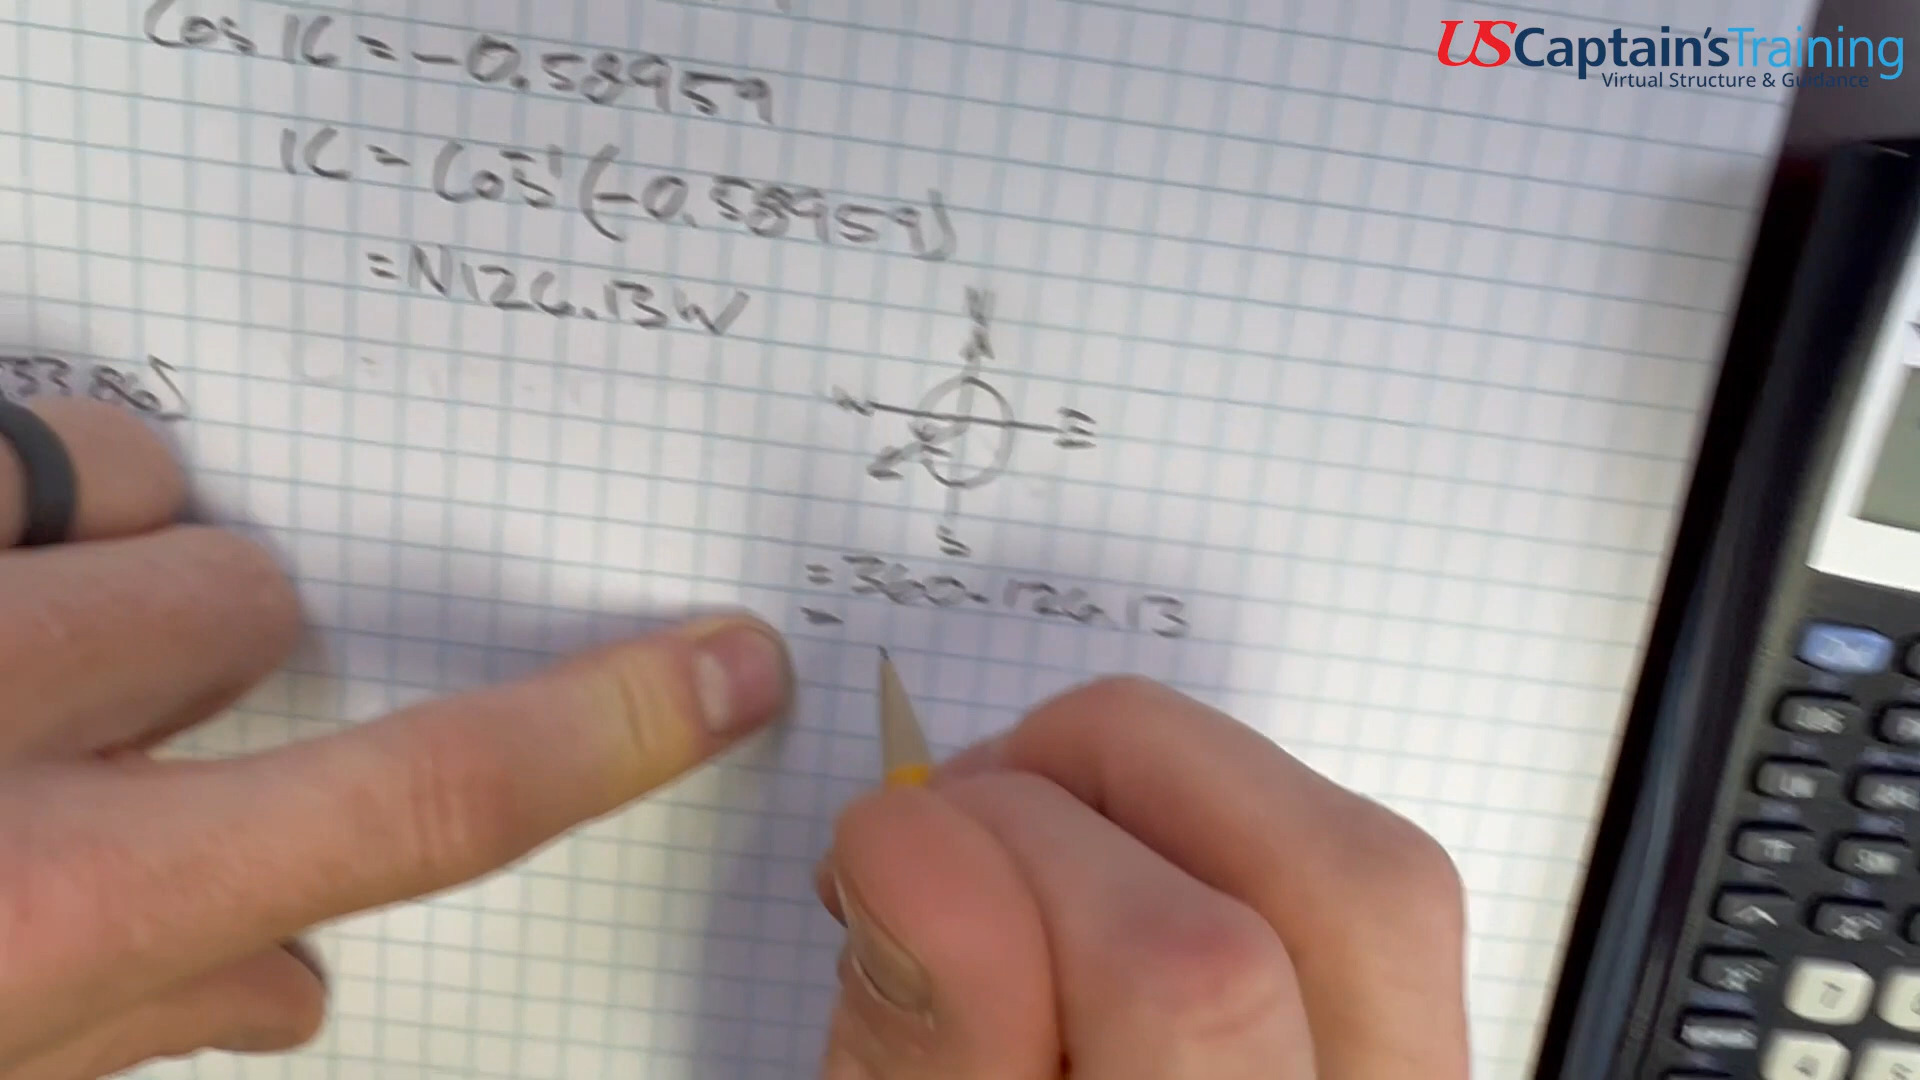 USCaptain'sTraining
Virtual Structure & Guidance
Cos IC = -0.58959
IC = Cos⁻¹(-0.58959)
= N126.13W
N
W
E
S
5386)
= 360 - 126.13
=